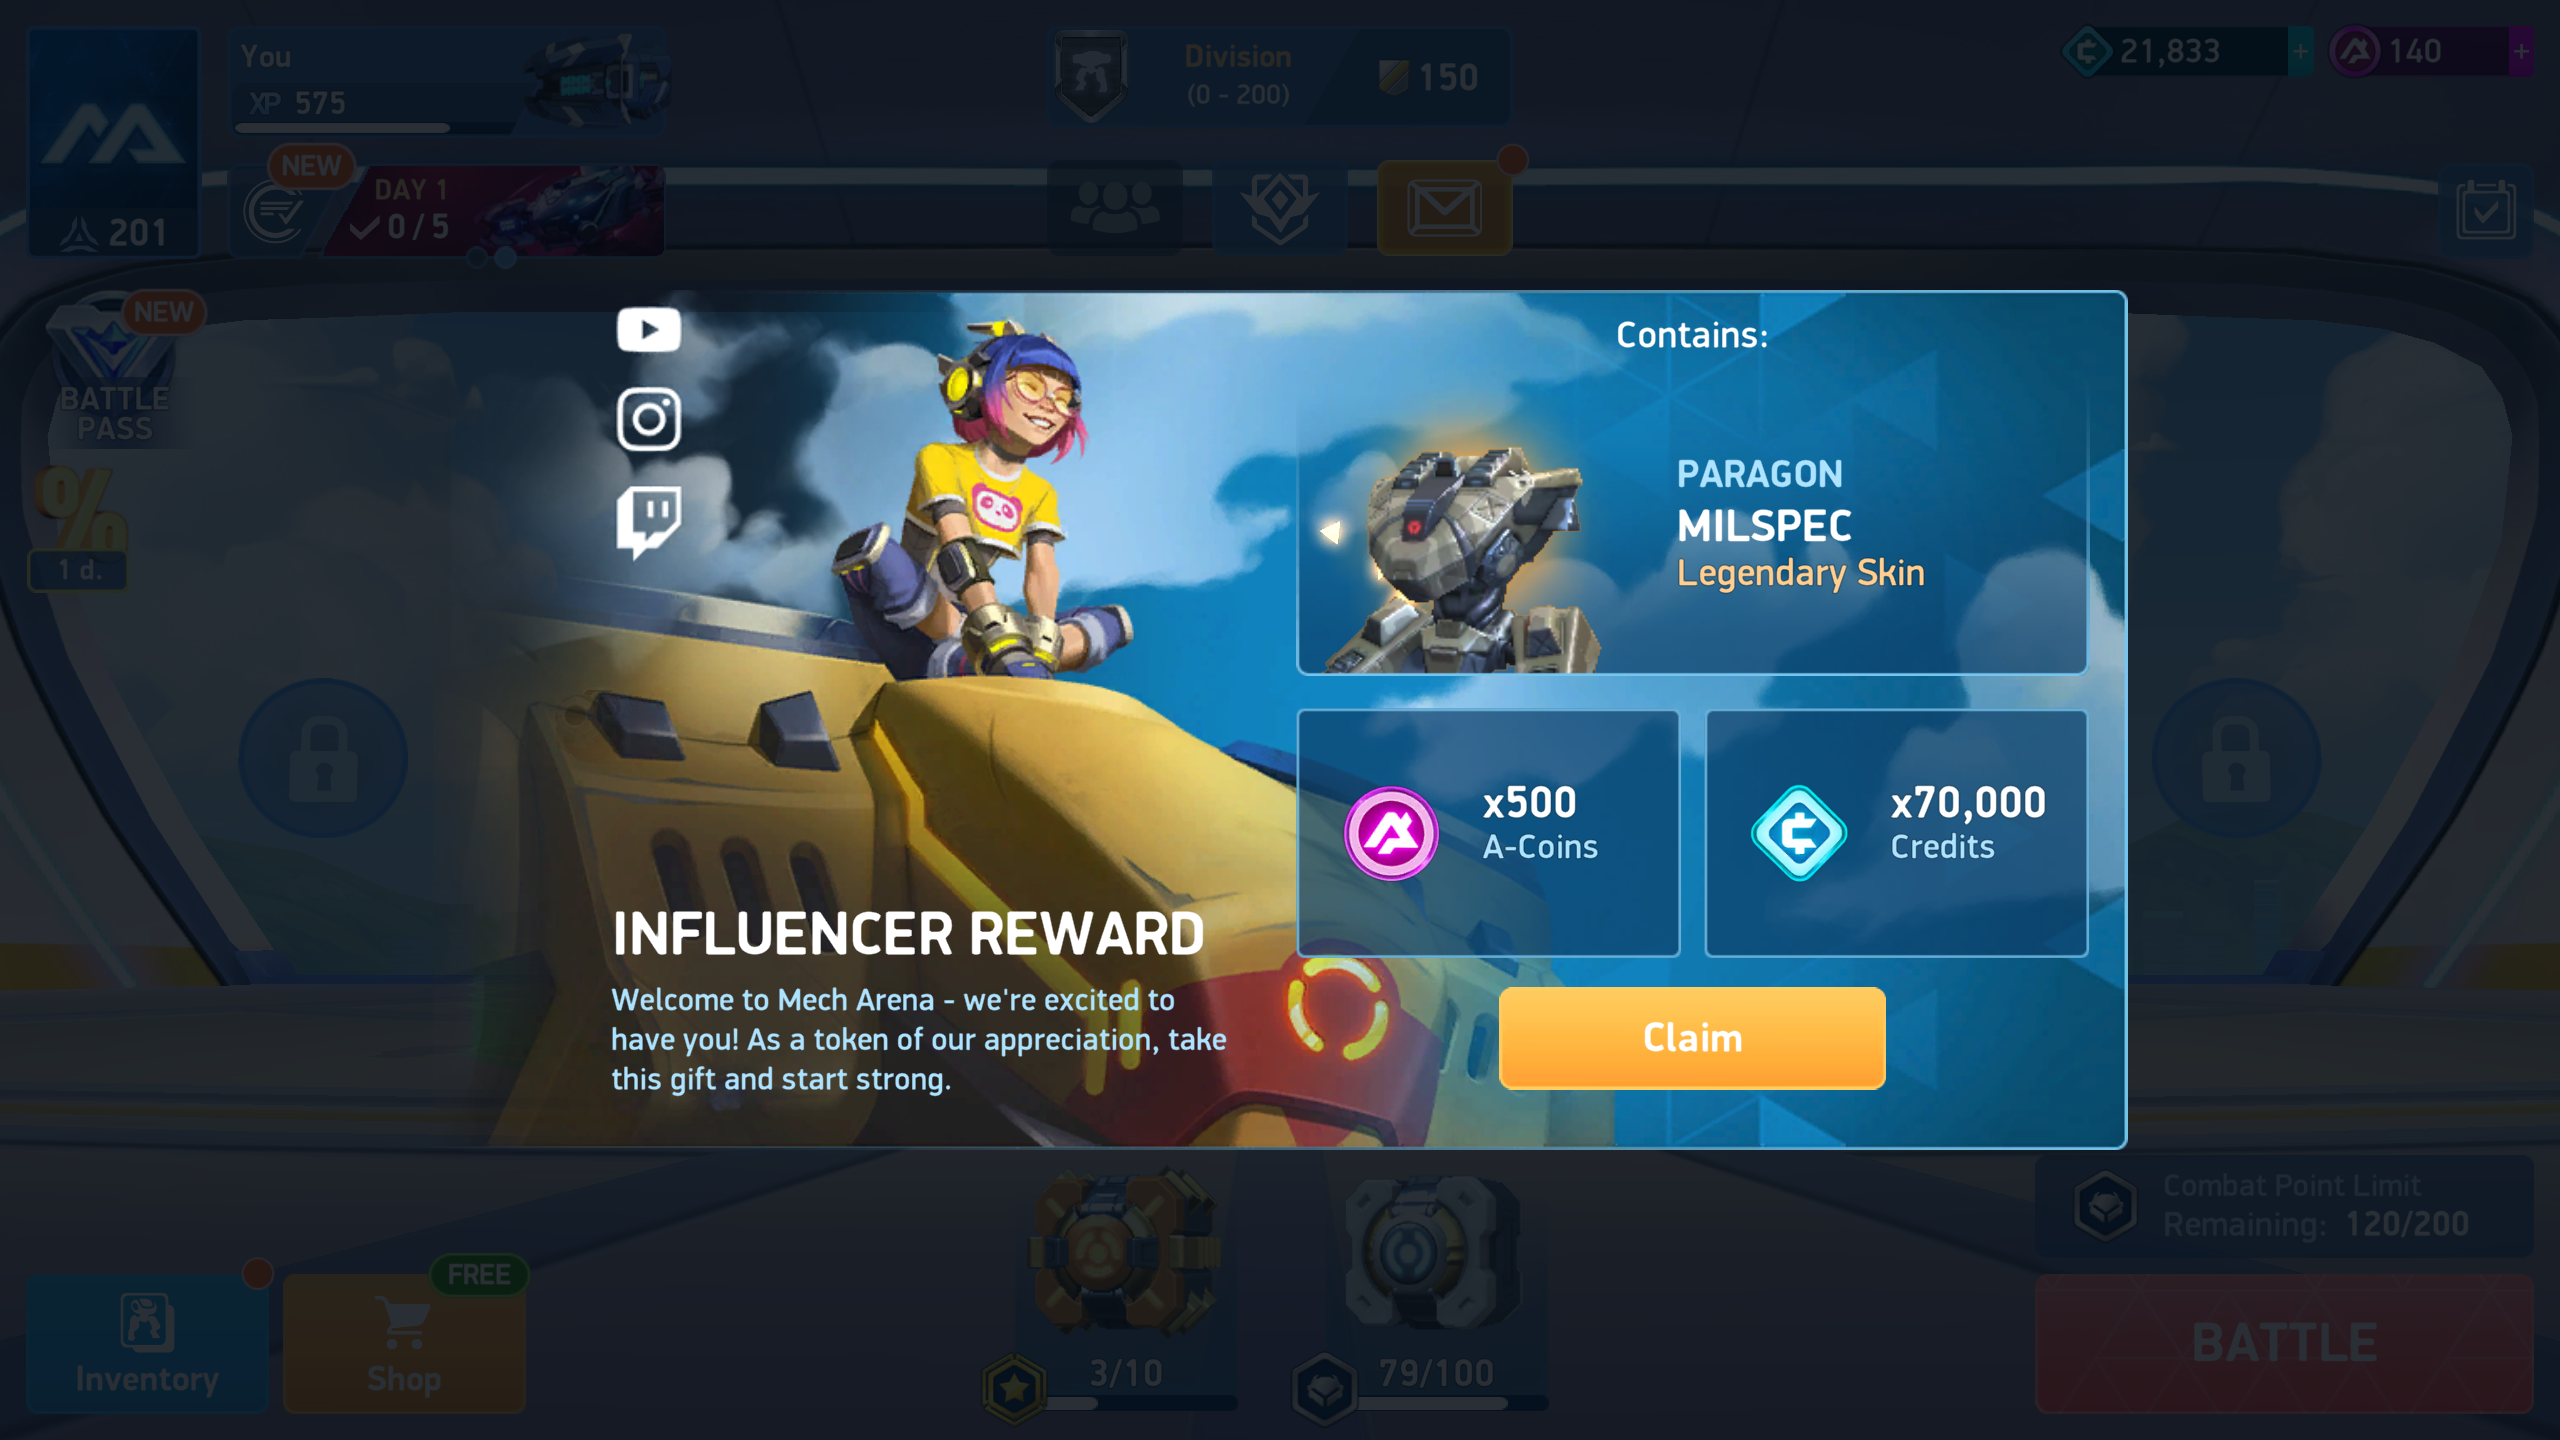 You
XP 575
201
NEW
DAY 1
0/5
Division
(0 - 200)
150
21,833
140
NEW
BATTLE
PASS
%
1 d.
Contains:
PARAGON
MILSPEC
Legendary Skin
x500
A-Coins
x70,000
Credits
INFLUENCER REWARD
Welcome to Mech Arena - we're excited to
have you! As a token of our appreciation, take
this gift and start strong.
Claim
Inventory
FREE
Shop
3/10
79/100
Combat Point Limit
Remaining: 120/200
BATTLE